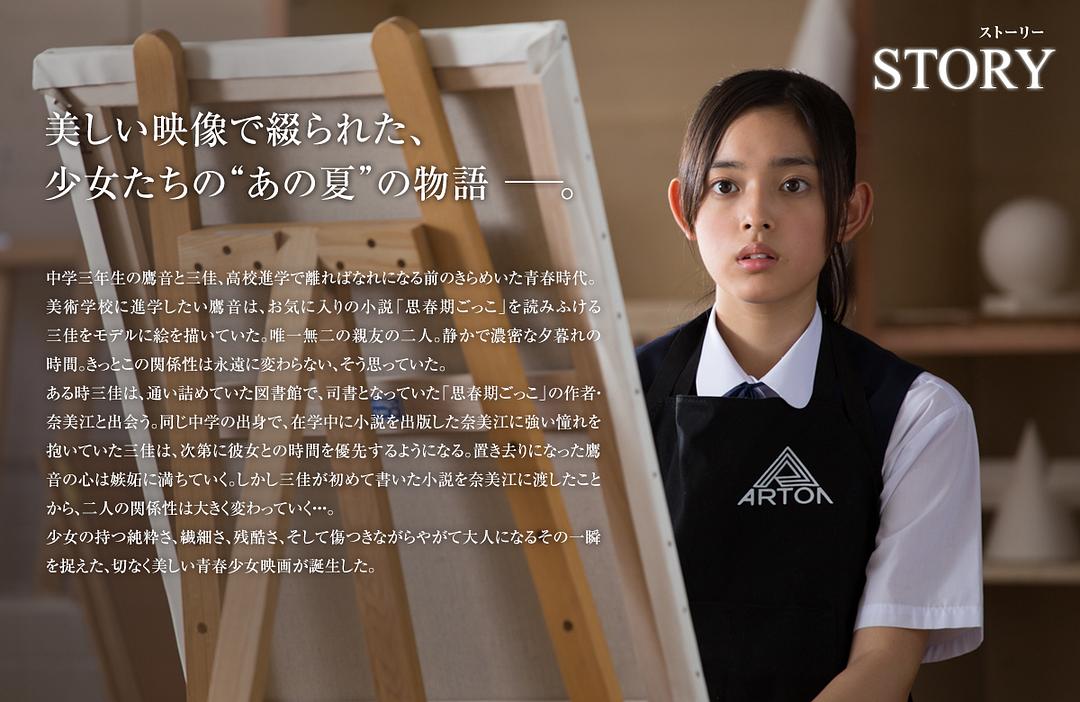 ストーリー
STORY
美しい映像で綴られた、
少女たちの“あの夏”の物語 ──。
中学三年生の鷹音と三佳、高校進学で離ればなれになる前のきらめいた青春時代。
美術学校に進学したい鷹音は、お気に入りの小説「思春期ごっこ」を読みふける
三佳をモデルに絵を描いていた。唯一無二の親友の二人。静かで濃密な夕暮れの
時間。きっとこの関係性は永遠に変わらない、そう思っていた。
ある時三佳は、通い詰めていた図書館で、司書となっていた「思春期ごっこ」の作者・
奈美江と出会う。同じ中学の出身で、在学中に小説を出版した奈美江に強い憧れを
抱いていた三佳は、次第に彼女との時間を優先するようになる。置き去りになった鷹
音の心は嫉妬に満ちていく。しかし三佳が初めて書いた小説を奈美江に渡したこと
から、二人の関係性は大きく変わっていく…。
少女の持つ純粋さ、繊細さ、残酷さ、そして傷つきながらやがて大人になるその一瞬
を捉えた、切なく美しい青春少女映画が誕生した。
ARTON